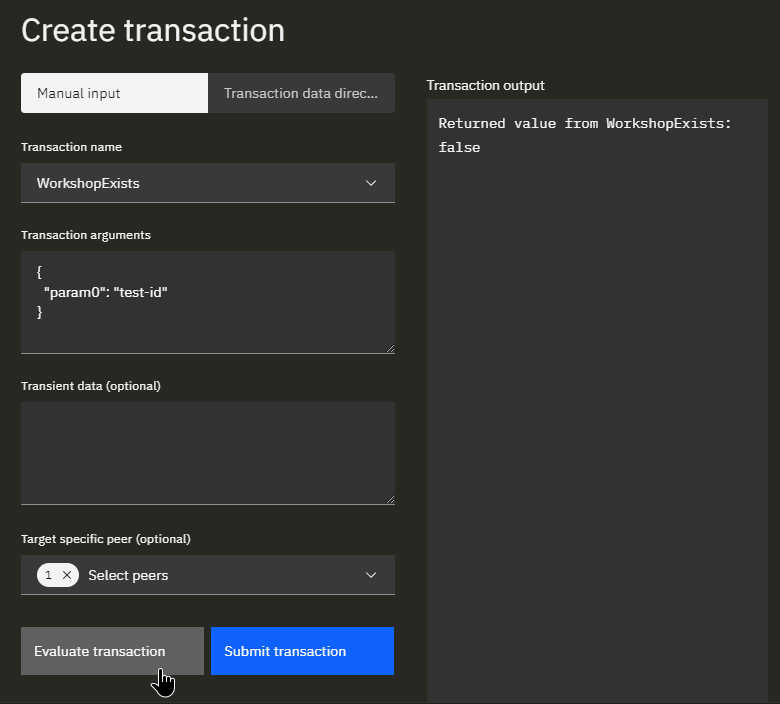 Create transaction
Manual input
Transaction data direc...
Transaction output
Returned value from WorkshopExists:
false
Transaction name
WorkshopExists
Transaction arguments
{
"param0": "test-id"
}
Transient data (optional)
Target specific peer (optional)
1 × Select peers
Evaluate transaction
Submit transaction